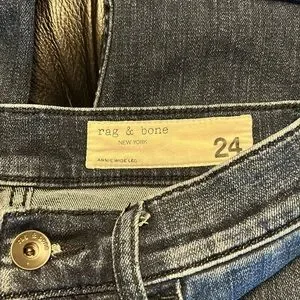 rag & bone
NEW YORK
24
ANNIE WIDE LEG